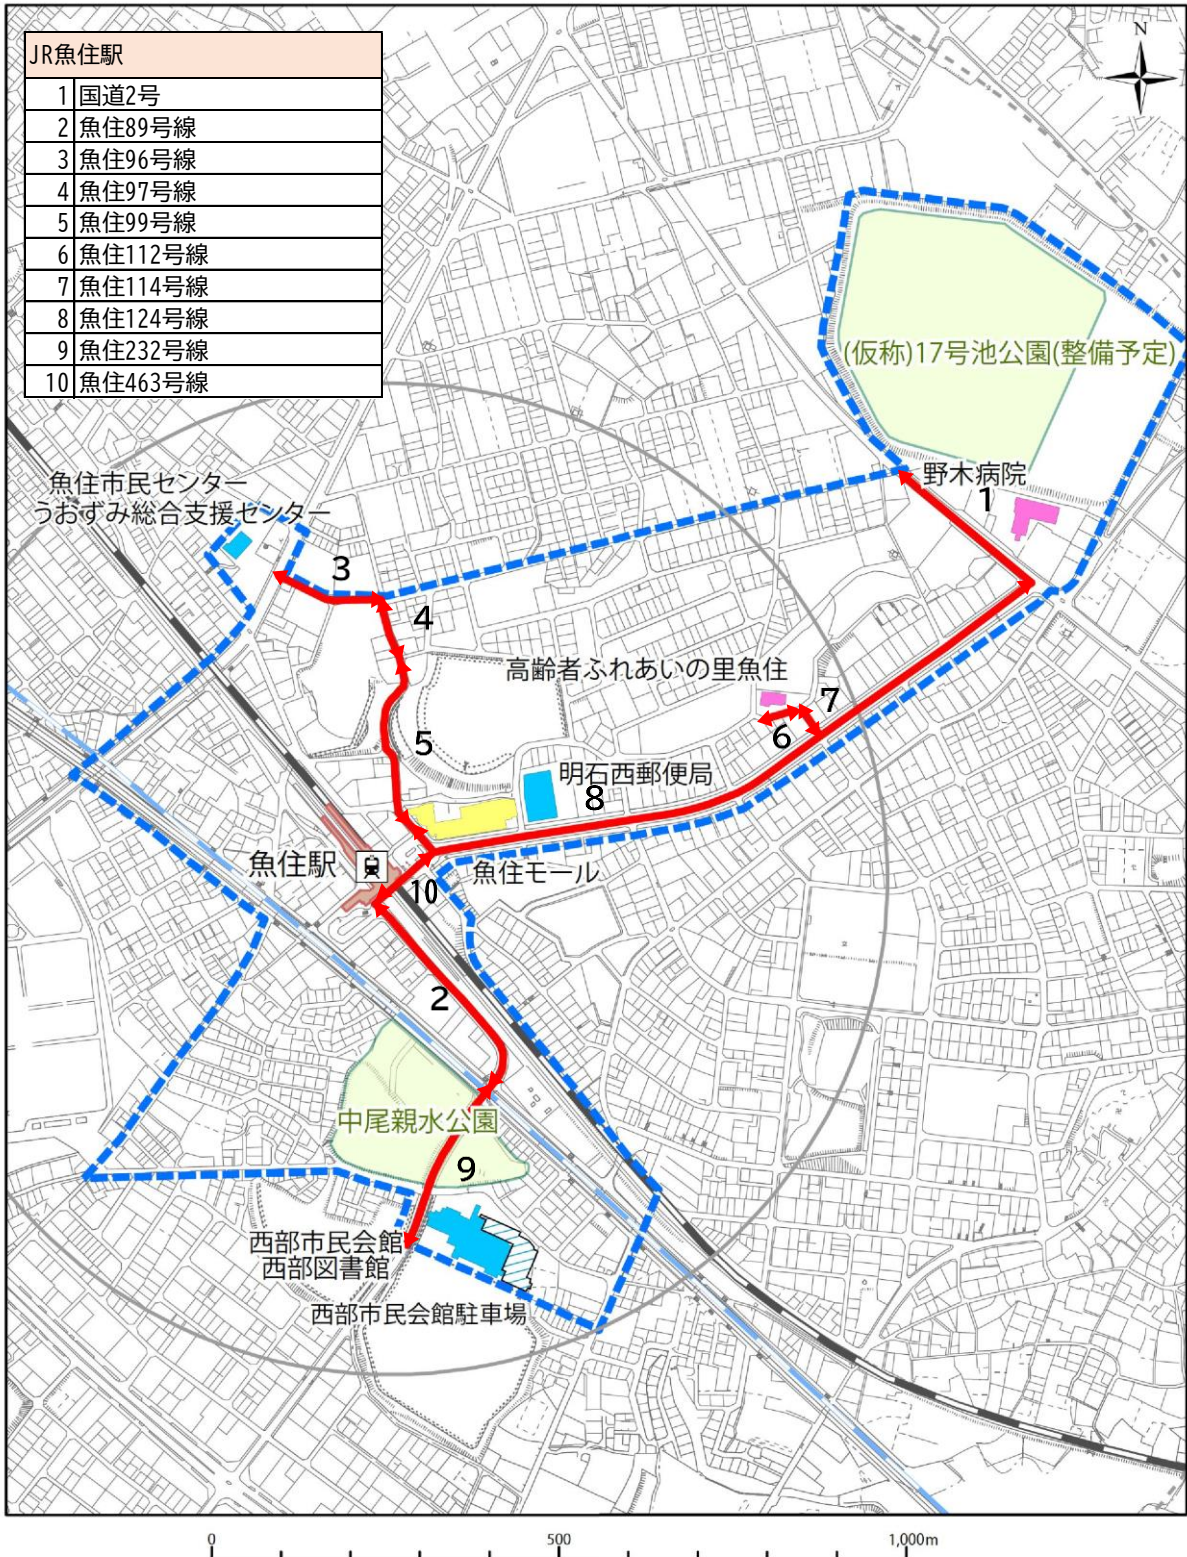 JR魚住駅
1 国道2号
2 魚住89号線
3 魚住96号線
4 魚住97号線
5 魚住99号線
6 魚住112号線
7 魚住114号線
8 魚住124号線
9 魚住232号線
10 魚住463号線
N
(仮称)17号池公園(整備予定)
野木病院
1
魚住市民センター
うおずみ総合支援センター
3
4
高齢者ふれあいの里魚住
7
6
5
明石西郵便局
8
魚住駅
魚住モール
10
2
中尾親水公園
9
西部市民会館
西部図書館
西部市民会館駐車場
0 500 1,000m